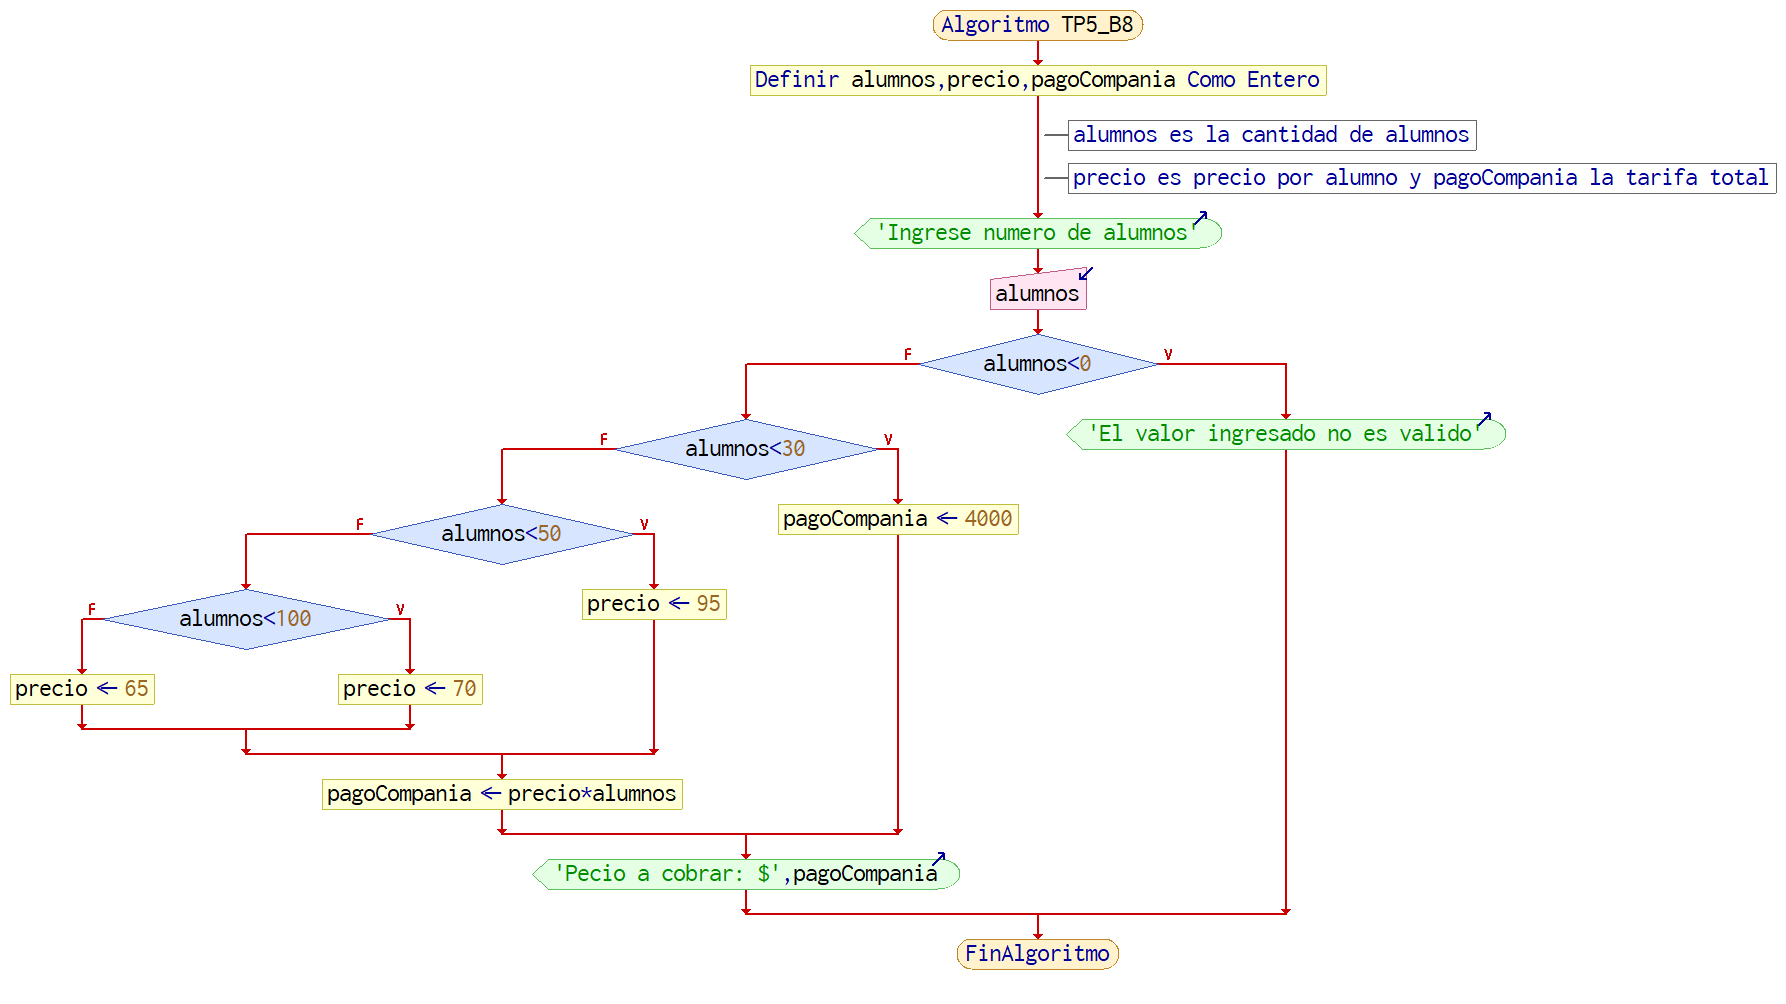 Algoritmo TP5_B8
Definir alumnos,precio,pagoCompania Como Entero
alumnos es la cantidad de alumnos
precio es precio por alumno y pagoCompania la tarifa total
'Ingrese numero de alumnos'
alumnos
F
alumnos<0
V
'El valor ingresado no es valido'
F
alumnos<30
V
pagoCompania ← 4000
F
alumnos<50
V
precio ← 95
F
alumnos<100
V
precio ← 65
precio ← 70
pagoCompania ← precio*alumnos
'Pecio a cobrar: $',pagoCompania
FinAlgoritmo